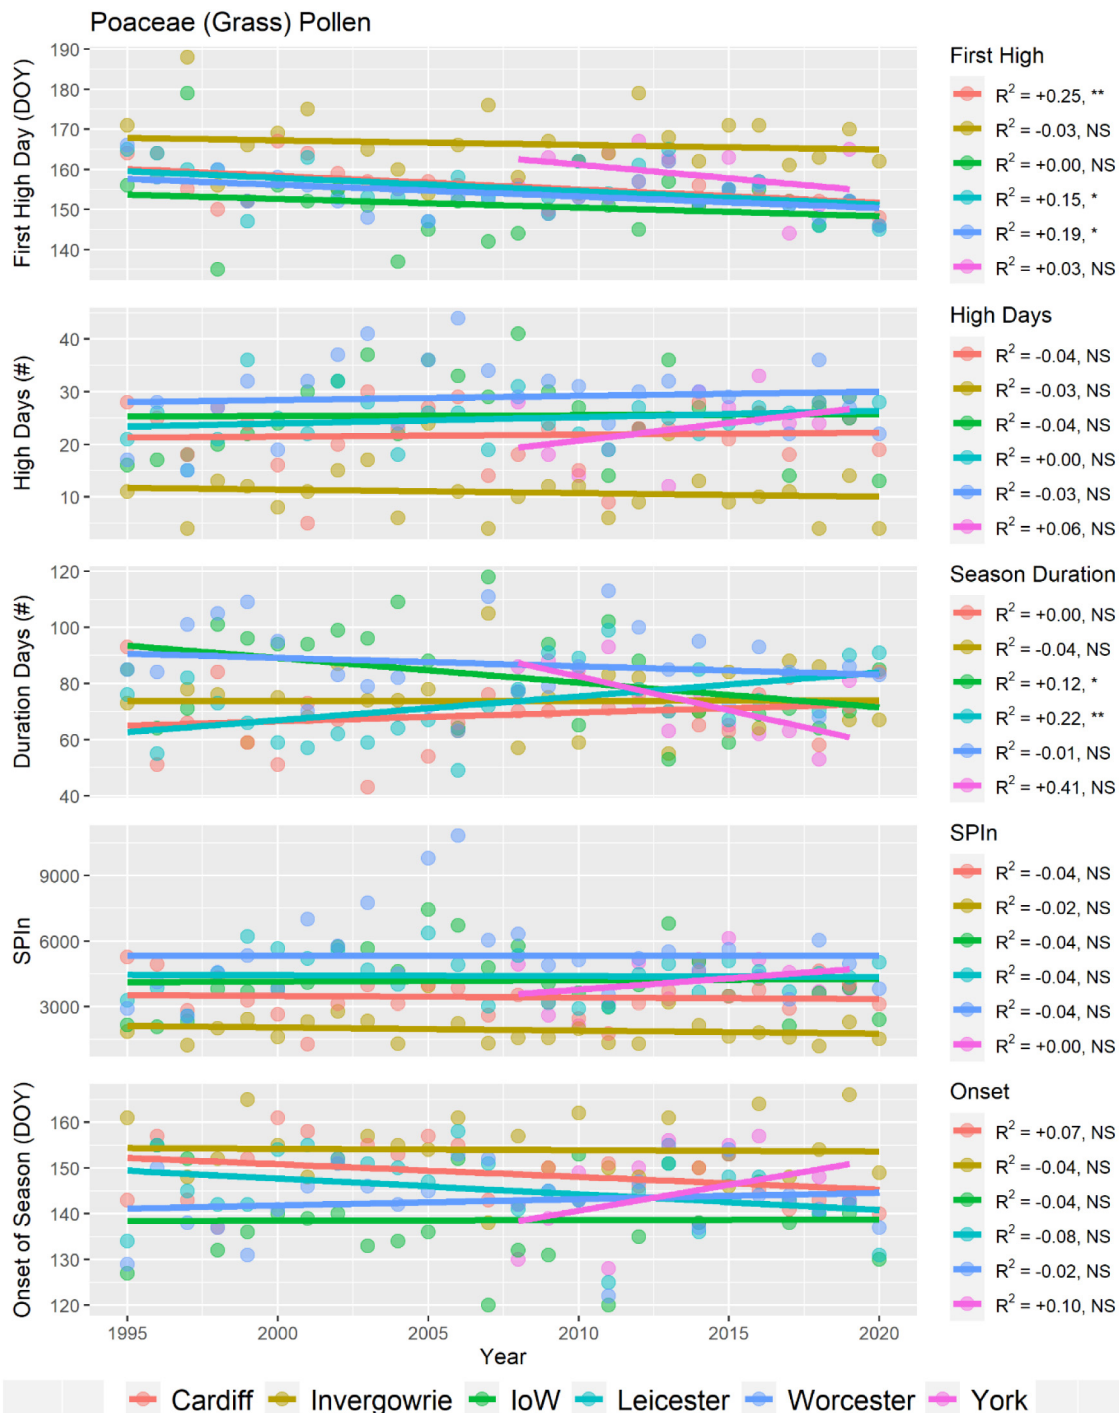 Poaceae (Grass) Pollen
First High Day (DOY)
190
180
170
160
150
140
First High
R² = +0.25, **
R² = -0.03, NS
R² = +0.00, NS
R² = +0.15, *
R² = +0.19, *
R² = +0.03, NS
High Days (#)
40
30
20
10
High Days
R² = -0.04, NS
R² = -0.03, NS
R² = -0.04, NS
R² = +0.00, NS
R² = -0.03, NS
R² = +0.06, NS
Duration Days (#)
120
100
80
60
40
Season Duration
R² = +0.00, NS
R² = -0.04, NS
R² = +0.12, *
R² = +0.22, **
R² = -0.01, NS
R² = +0.41, NS
SPIn
9000
6000
3000
SPIn
R² = -0.04, NS
R² = -0.02, NS
R² = -0.04, NS
R² = -0.04, NS
R² = -0.04, NS
R² = +0.00, NS
Onset of Season (DOY)
160
150
140
130
120
Onset
R² = +0.07, NS
R² = -0.04, NS
R² = -0.04, NS
R² = -0.08, NS
R² = -0.02, NS
R² = +0.10, NS
1995 2000 2005 2010 2015 2020
Year
Cardiff Invergowrie IoW Leicester Worcester York